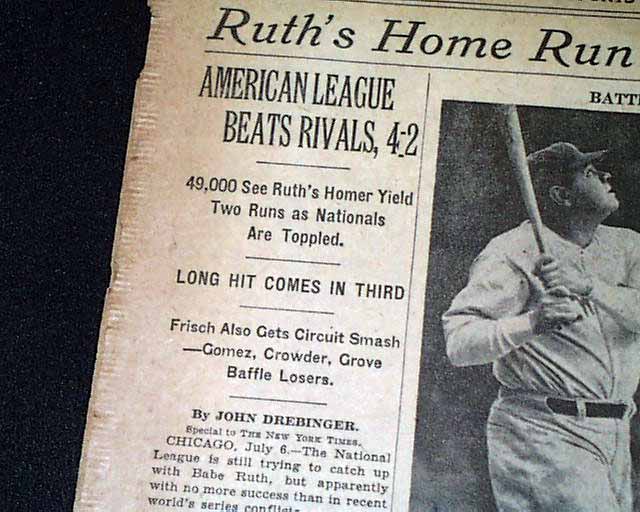 Ruth's Home Run
AMERICAN LEAGUE
BEATS RIVALS, 4-2
BATT
49,000 See Ruth's Homer Yield
Two Runs as Nationals
Are Toppled.
LONG HIT COMES IN THIRD
Frisch Also Gets Circuit Smash
—Gomez, Crowder, Grove
Baffle Losers.
By JOHN DREBINGER.
Special to THE NEW YORK TIMES.
CHICAGO, July 6.—The National
League is still trying to catch up
with Babe Ruth, but apparently
with no more success than in recent
world's series conflicts